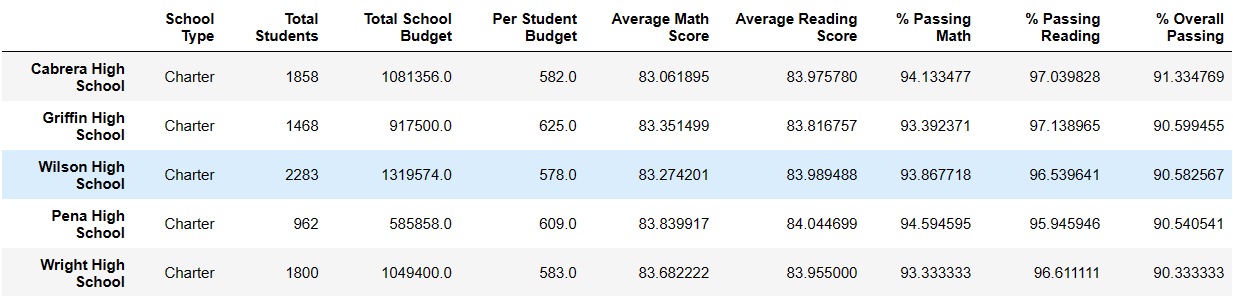 School Type Total Students Total School Budget Per Student Budget Average Math Score Average Reading Score % Passing Math % Passing Reading % Overall Passing
Cabrera High School Charter 1858 1081356.0 582.0 83.061895 83.975780 94.133477 97.039828 91.334769
Griffin High School Charter 1468 917500.0 625.0 83.351499 83.816757 93.392371 97.138965 90.599455
Wilson High School Charter 2283 1319574.0 578.0 83.274201 83.989488 93.867718 96.539641 90.582567
Pena High School Charter 962 585858.0 609.0 83.839917 84.044699 94.594595 95.945946 90.540541
Wright High School Charter 1800 1049400.0 583.0 83.682222 83.955000 93.333333 96.611111 90.333333